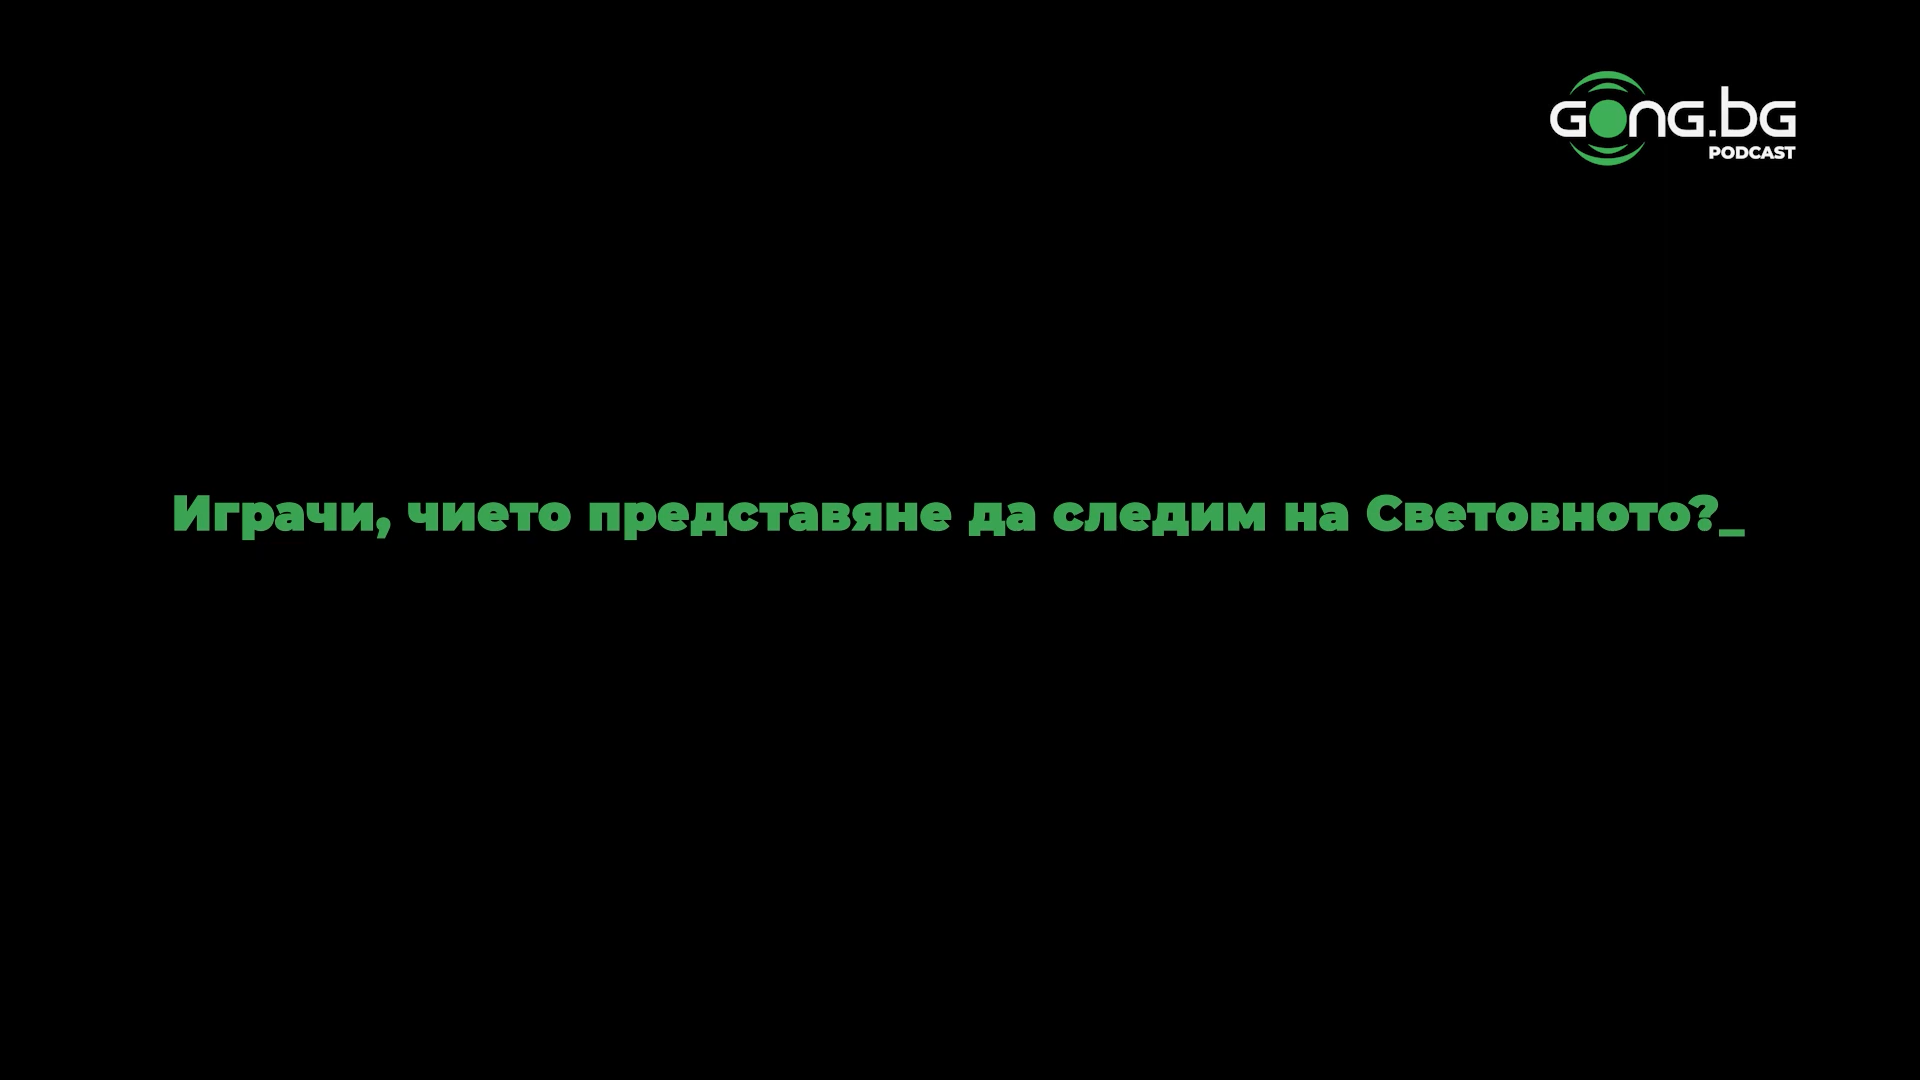 GONG.bg
PODCAST
Играчи, чието представяне да следим на Световното?_